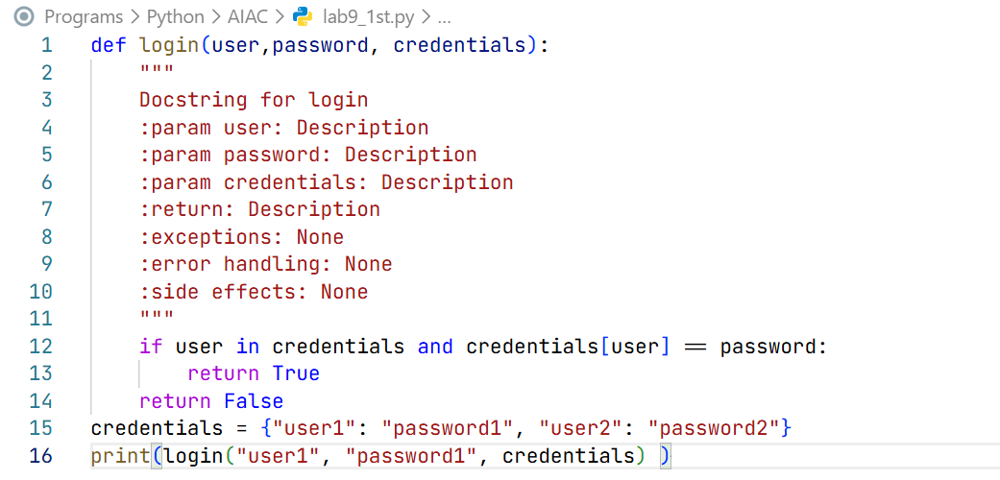 Programs > Python > AIAC > lab9_1st.py > ...
1 def login(user,password, credentials):
2     """
3     Docstring for login
4     :param user: Description
5     :param password: Description
6     :param credentials: Description
7     :return: Description
8     :exceptions: None
9     :error handling: None
10     :side effects: None
11     """
12     if user in credentials and credentials[user] == password:
13         return True
14     return False
15 credentials = {"user1": "password1", "user2": "password2"}
16 print(login("user1", "password1", credentials) )